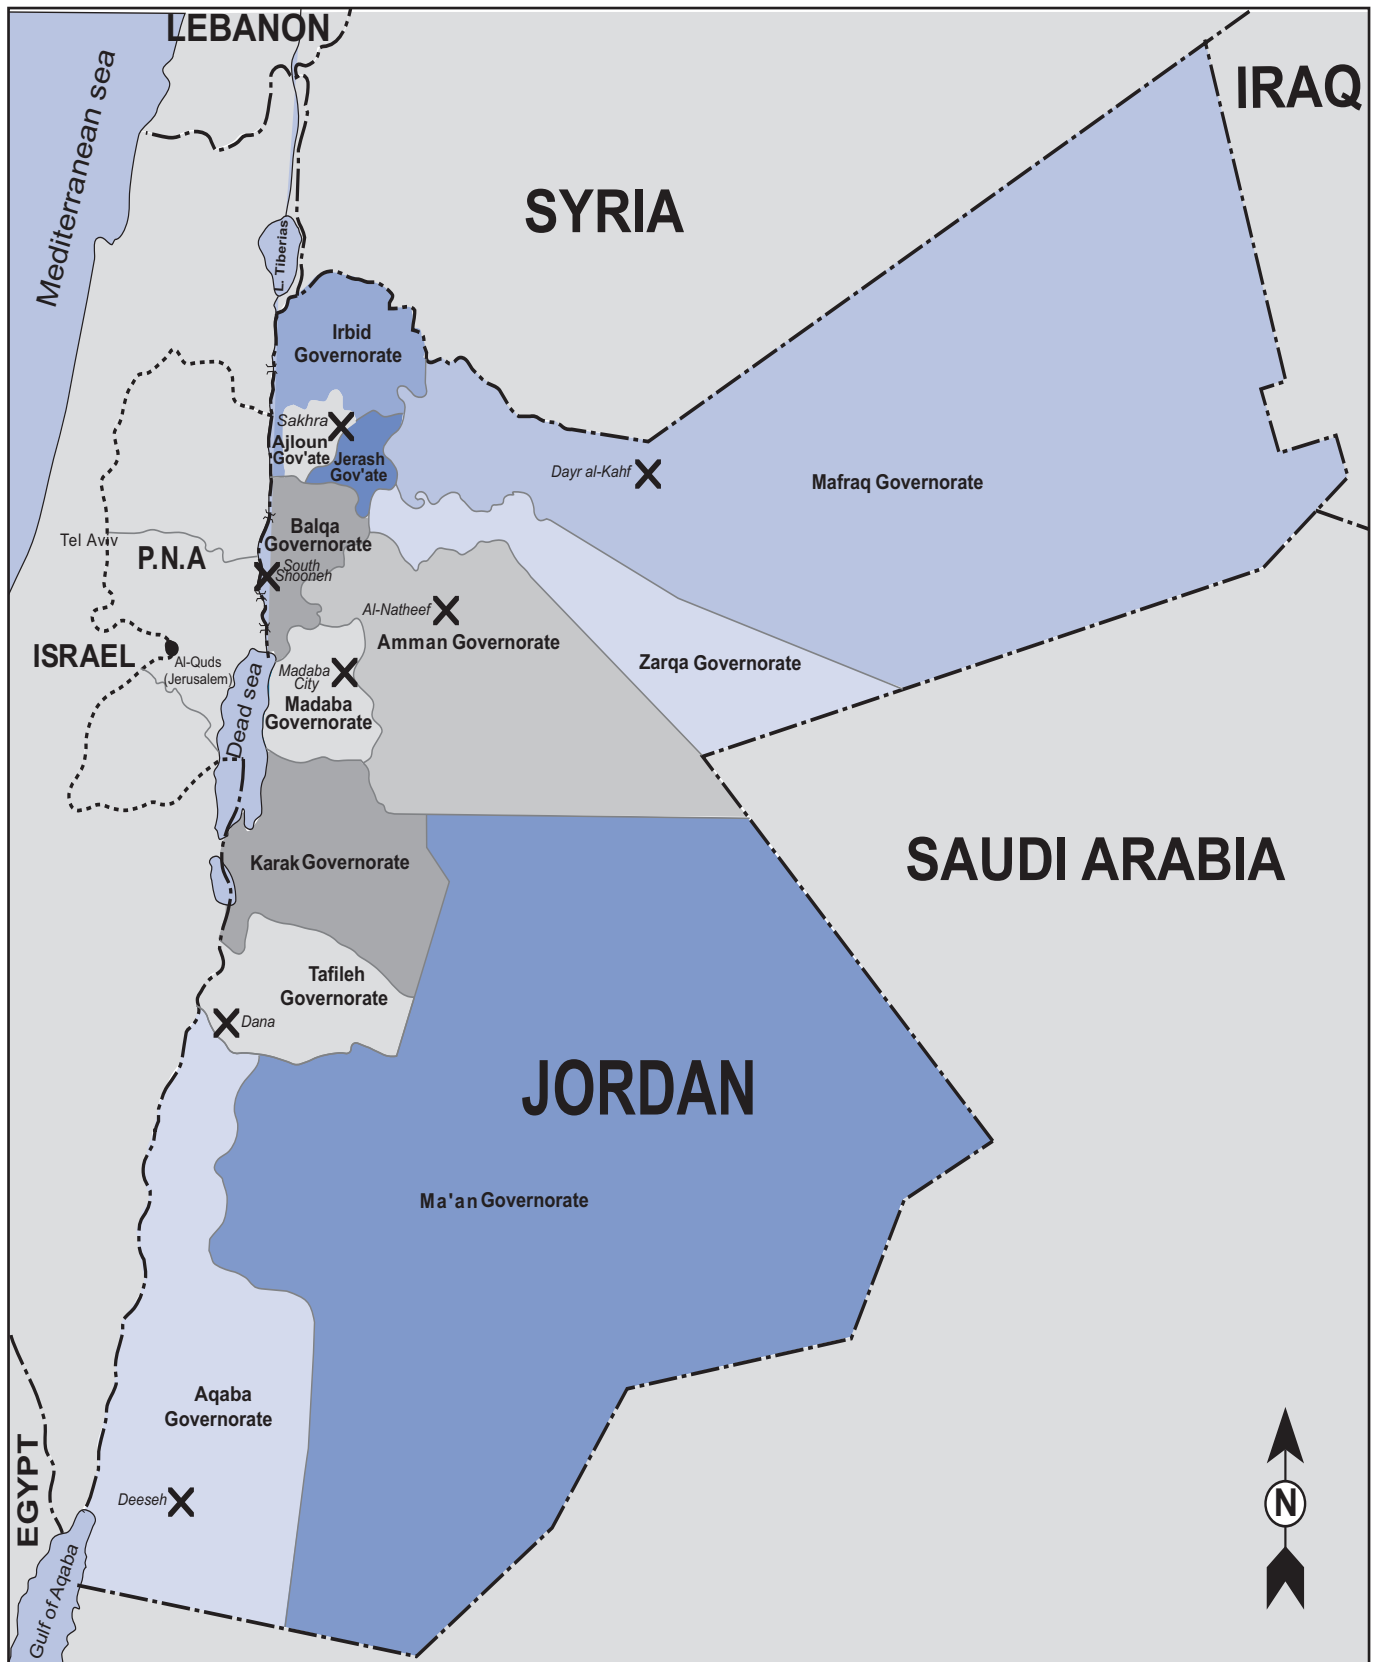 LEBANON
IRAQ
Mediterranean sea
SYRIA
L. Tiberias
Irbid
Governorate
Sakhra
Ajloun
Gov'ate
Jerash
Gov'ate
Dayr al-Kahf
Mafraq Governorate
Balqa
Governorate
Tel Aviv
P.N.A
South
Shooneh
Al-Natheef
Amman Governorate
ISRAEL
Al-Quds
(Jerusalem)
Zarqa Governorate
Madaba
City
Madaba
Governorate
Dead sea
Karak Governorate
SAUDI ARABIA
Tafileh
Governorate
Dana
JORDAN
Ma'an Governorate
Aqaba
Governorate
EGYPT
Deeseh
N
Gulf of Aqaba